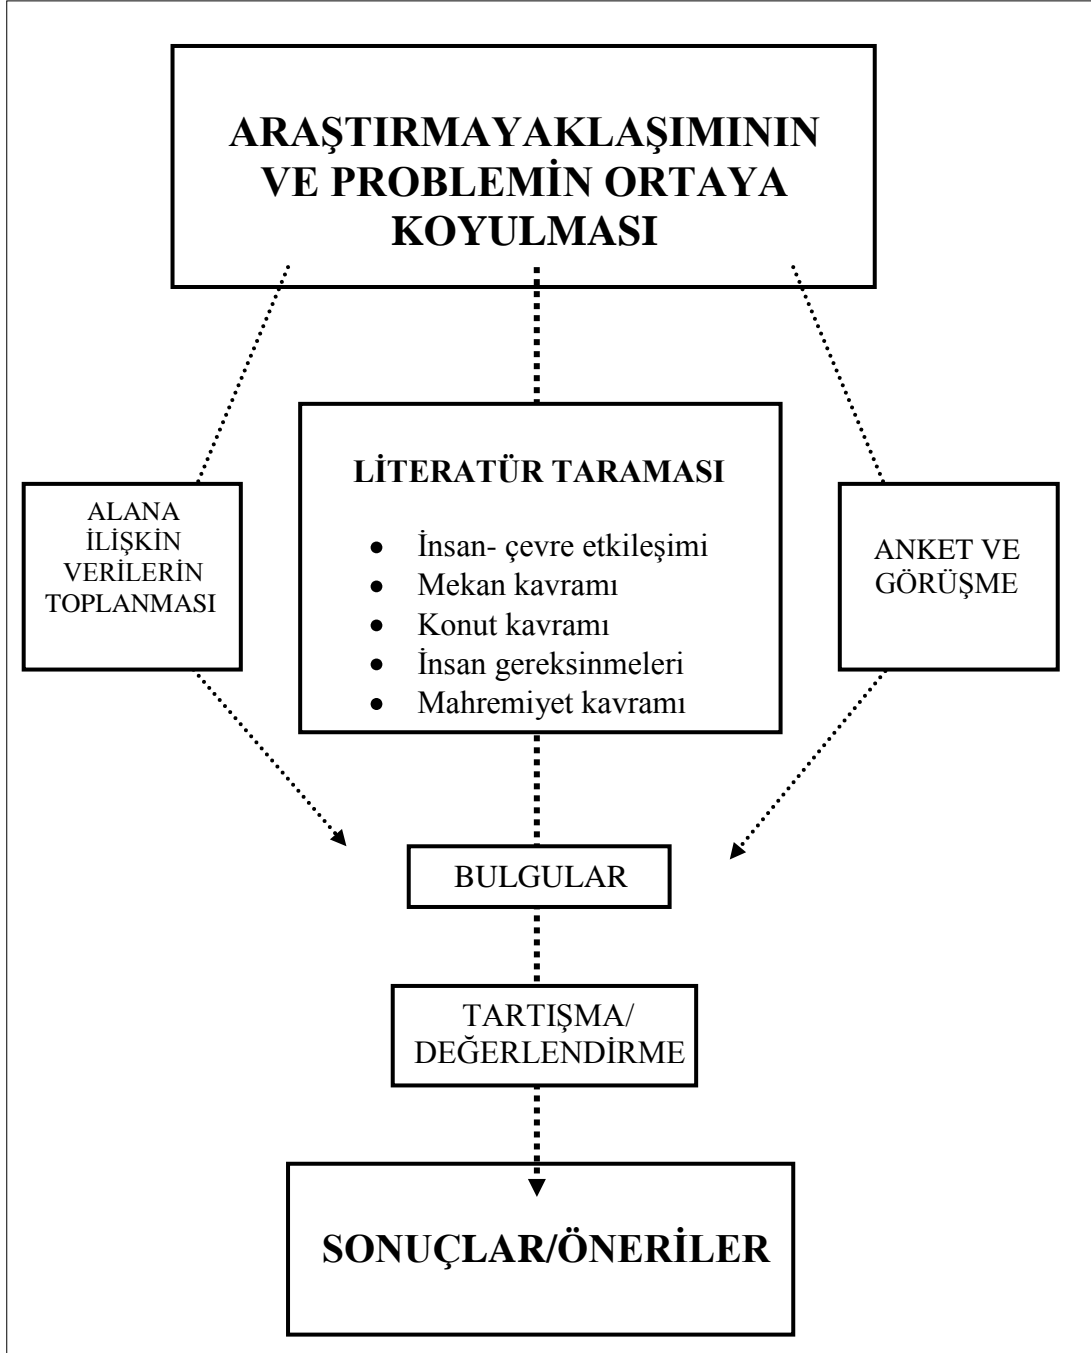 ARAŞTIRMAYAKLAŞIMININ
VE PROBLEMİN ORTAYA
KOYULMASI
LİTERATÜR TARAMASI
● İnsan- çevre etkileşimi
● Mekan kavramı
● Konut kavramı
● İnsan gereksinmeleri
● Mahremiyet kavramı
ALANA
İLİŞKİN
VERİLERİN
TOPLANMASI
ANKET VE
GÖRÜŞME
BULGULAR
TARTIŞMA/
DEĞERLENDİRME
SONUÇLAR/ÖNERİLER